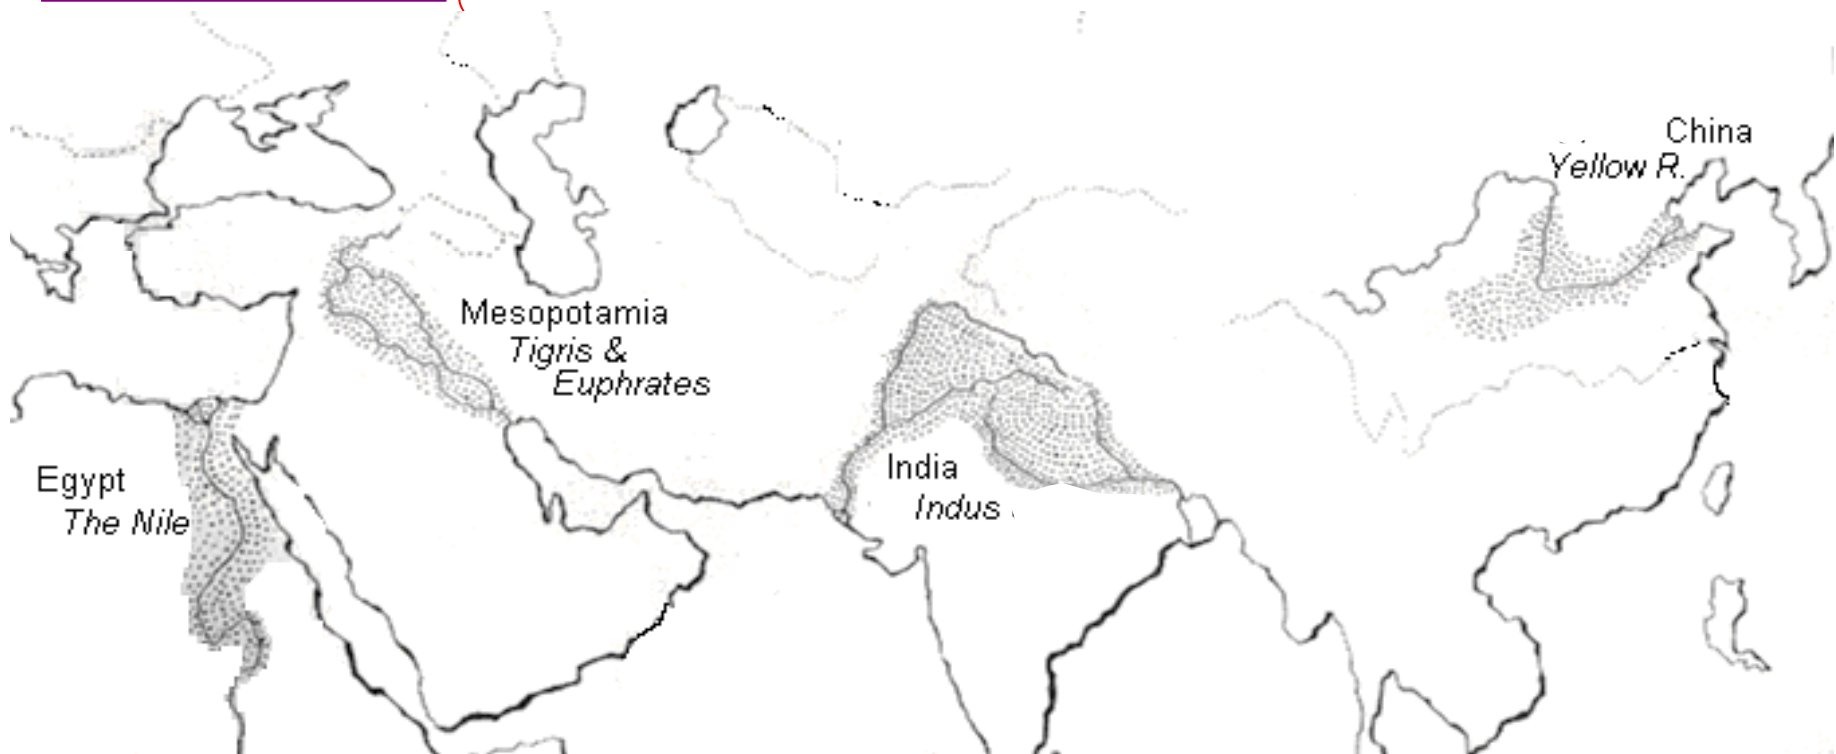 China
Yellow R.
Mesopotamia
Tigris &
Euphrates
Egypt
The Nile
India
Indus